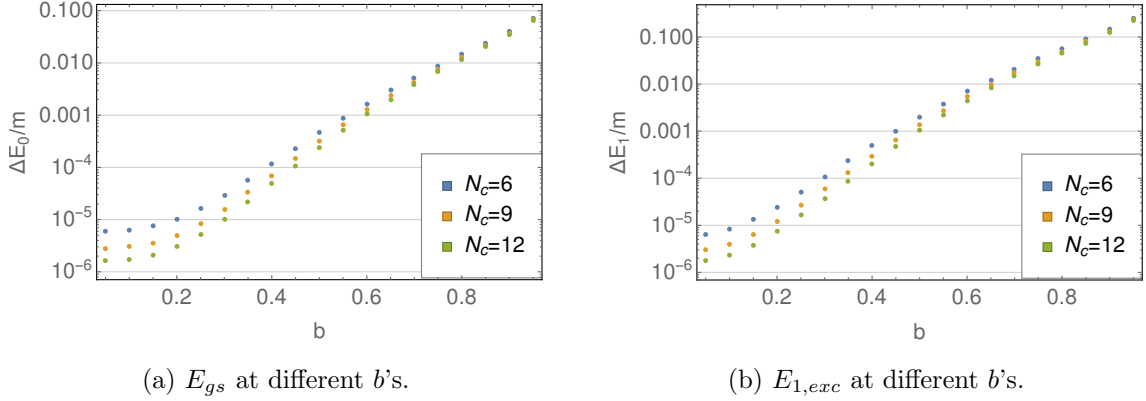 0.100
0.010
0.001
10⁻⁴
10⁻⁵
10⁻⁶
ΔE₀/m
0.2 0.4 0.6 0.8
b
N_c=6
N_c=9
N_c=12
(a) E_gs at different b's.
0.100
0.010
0.001
10⁻⁴
10⁻⁵
10⁻⁶
ΔE₁/m
0.2 0.4 0.6 0.8
b
N_c=6
N_c=9
N_c=12
(b) E_1,exc at different b's.